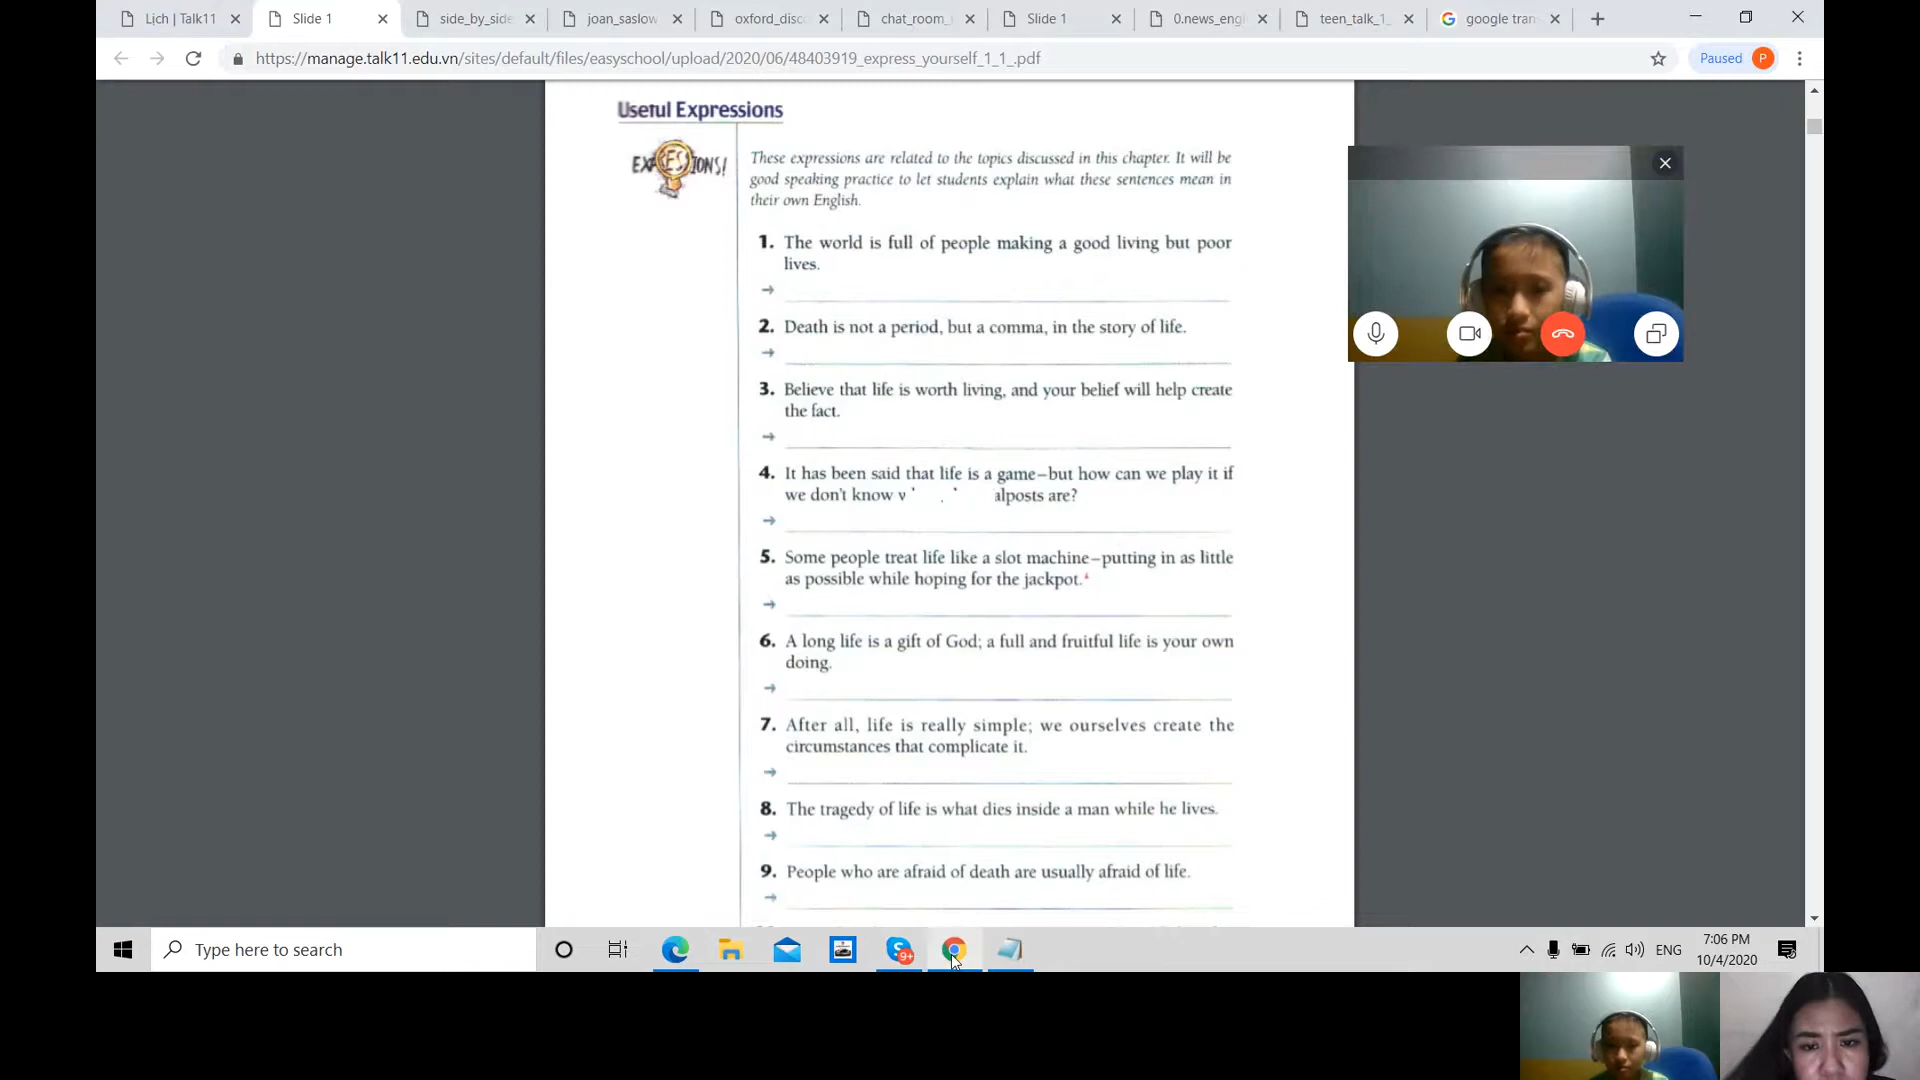 Lịch | Talk11
Slide 1
side_by_side
joan_saslow
oxford_disc
chat_room_
Slide 1
0.news_engl
teen_talk_1_
google tran
https://manage.talk11.edu.vn/sites/default/files/easyschool/upload/2020/06/48403919_express_yourself_1_1_.pdf
Paused
P
Useful Expressions
EXPRESSIONS!
These expressions are related to the topics discussed in this chapter. It will be
good speaking practice to let students explain what these sentences mean in
their own English.
1. The world is full of people making a good living but poor
lives.
2. Death is not a period, but a comma, in the story of life.
3. Believe that life is worth living, and your belief will help create
the fact.
4. It has been said that life is a game–but how can we play it if
we don't know alposts are?
5. Some people treat life like a slot machine–putting in as little
as possible while hoping for the jackpot.
6. A long life is a gift of God; a full and fruitful life is your own
doing.
7. After all, life is really simple; we ourselves create the
circumstances that complicate it.
8. The tragedy of life is what dies inside a man while he lives.
9. People who are afraid of death are usually afraid of life.
Type here to search
9+
ENG
7:06 PM
10/4/2020